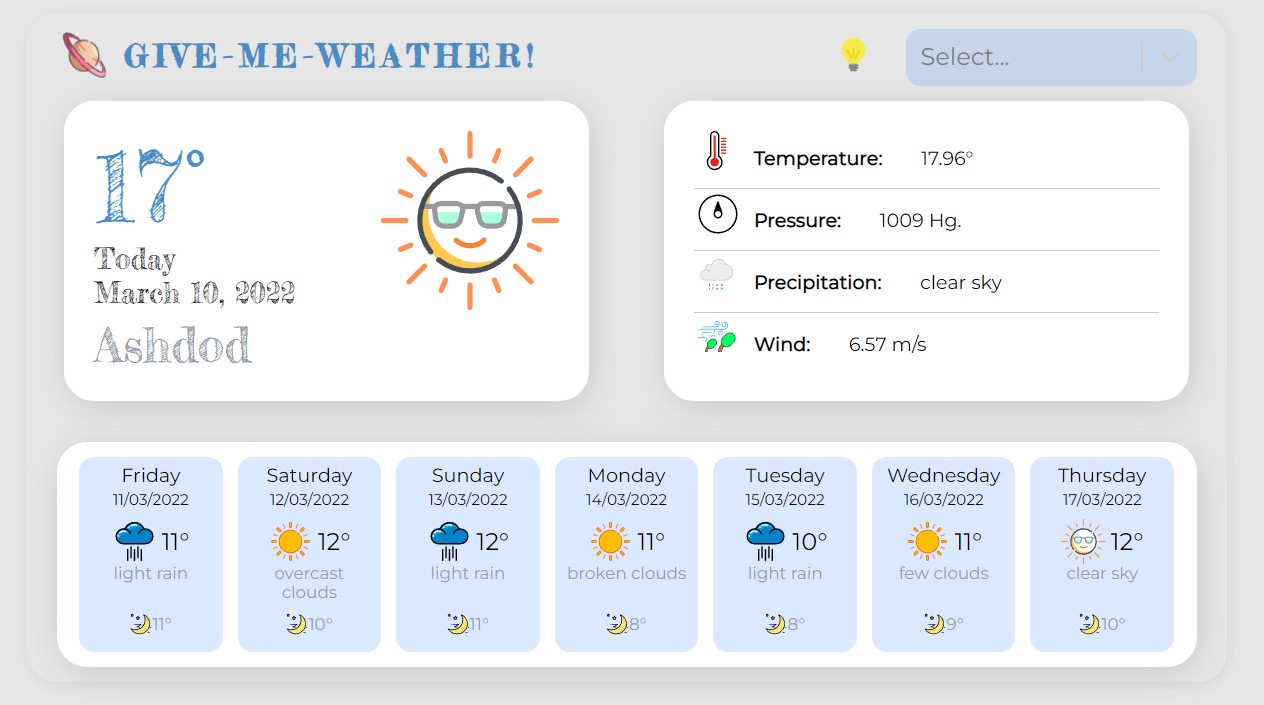 GIVE-ME-WEATHER!
Select...
17°
Today
March 10, 2022
Ashdod
Temperature: 17.96°
Pressure: 1009 Hg.
Precipitation: clear sky
Wind: 6.57 m/s
Friday
11/03/2022
11°
light rain
11°
Saturday
12/03/2022
12°
overcast
clouds
10°
Sunday
13/03/2022
12°
light rain
11°
Monday
14/03/2022
11°
broken clouds
8°
Tuesday
15/03/2022
10°
light rain
8°
Wednesday
16/03/2022
11°
few clouds
9°
Thursday
17/03/2022
12°
clear sky
10°